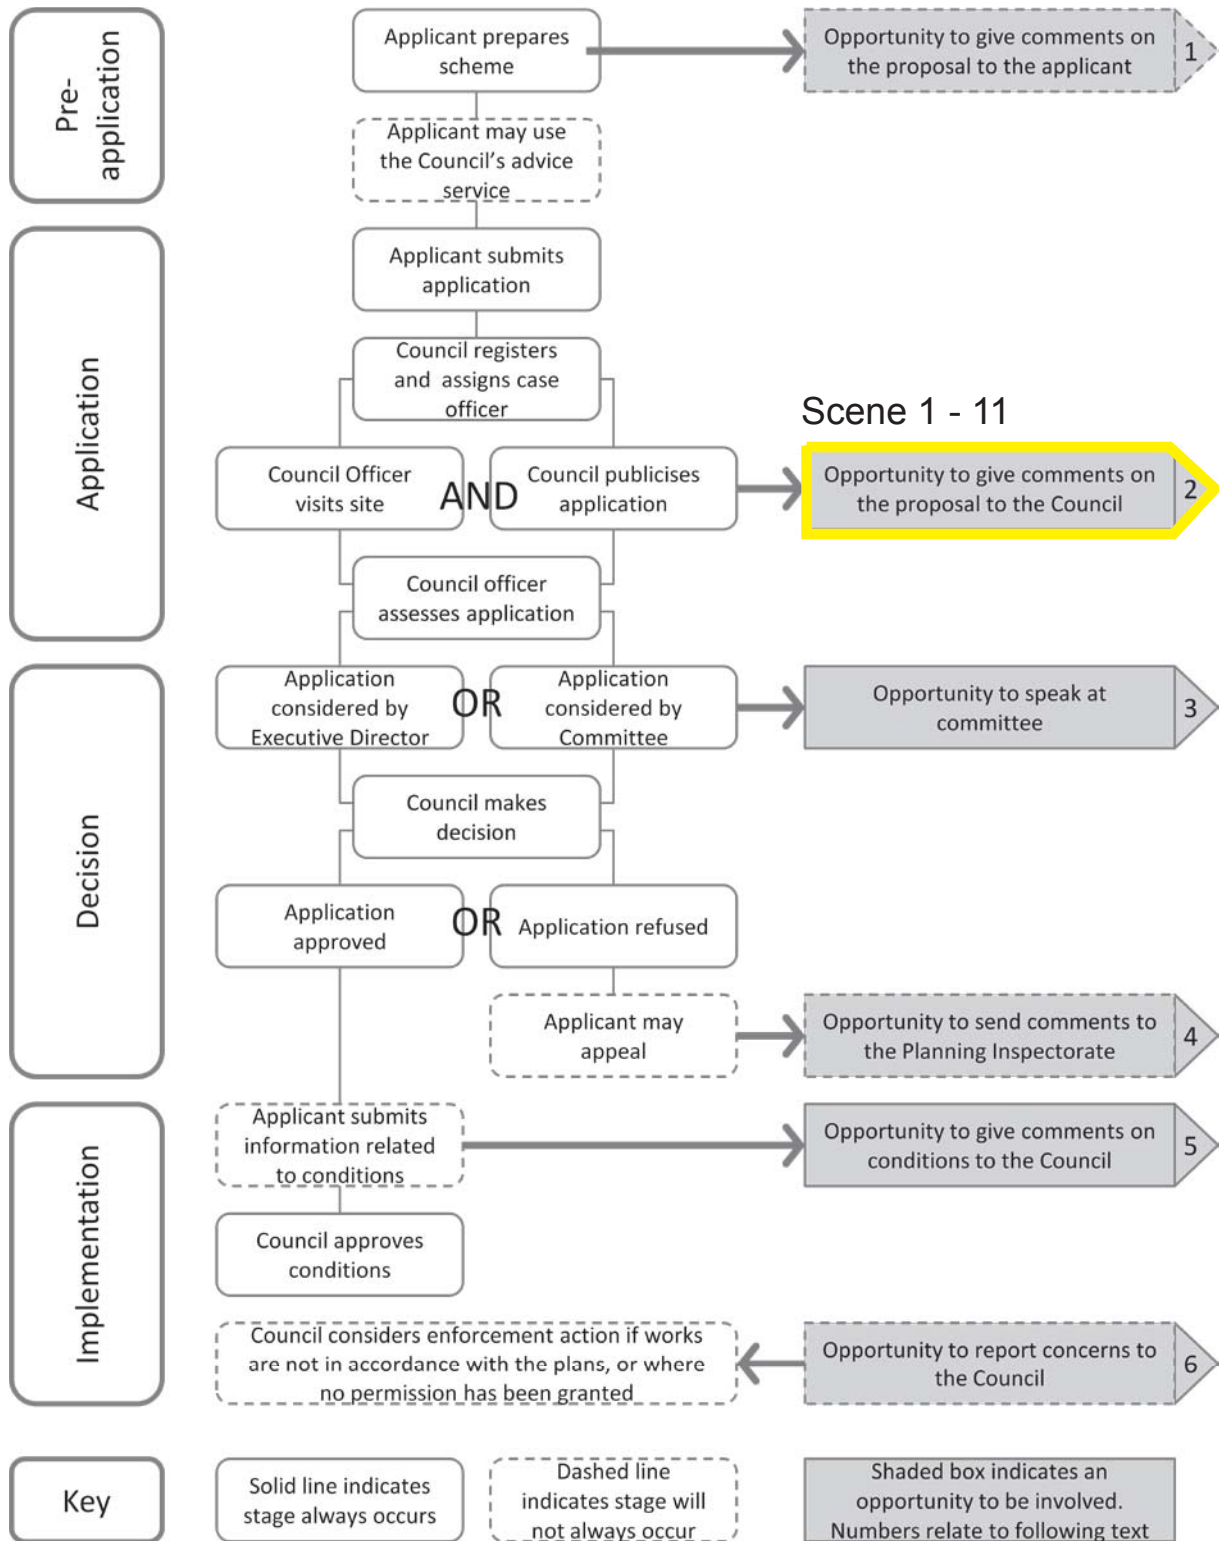 Pre-
application
Applicant prepares
scheme
Opportunity to give comments on
the proposal to the applicant
1
Applicant may use
the Council's advice
service
Application
Applicant submits
application
Council registers
and assigns case
officer
Scene 1 - 11
Council Officer
visits site
AND
Council publicises
application
Opportunity to give comments on
the proposal to the Council
2
Council officer
assesses application
Decision
Application
considered by
Executive Director
OR
Application
considered by
Committee
Opportunity to speak at
committee
3
Council makes
decision
Application
approved
OR
Application refused
Applicant may
appeal
Opportunity to send comments to
the Planning Inspectorate
4
Implementation
Applicant submits
information related
to conditions
Opportunity to give comments on
conditions to the Council
5
Council approves
conditions
Council considers enforcement action if works
are not in accordance with the plans, or where
no permission has been granted
Opportunity to report concerns to
the Council
6
Key
Solid line indicates
stage always occurs
Dashed line
indicates stage will
not always occur
Shaded box indicates an
opportunity to be involved.
Numbers relate to following text